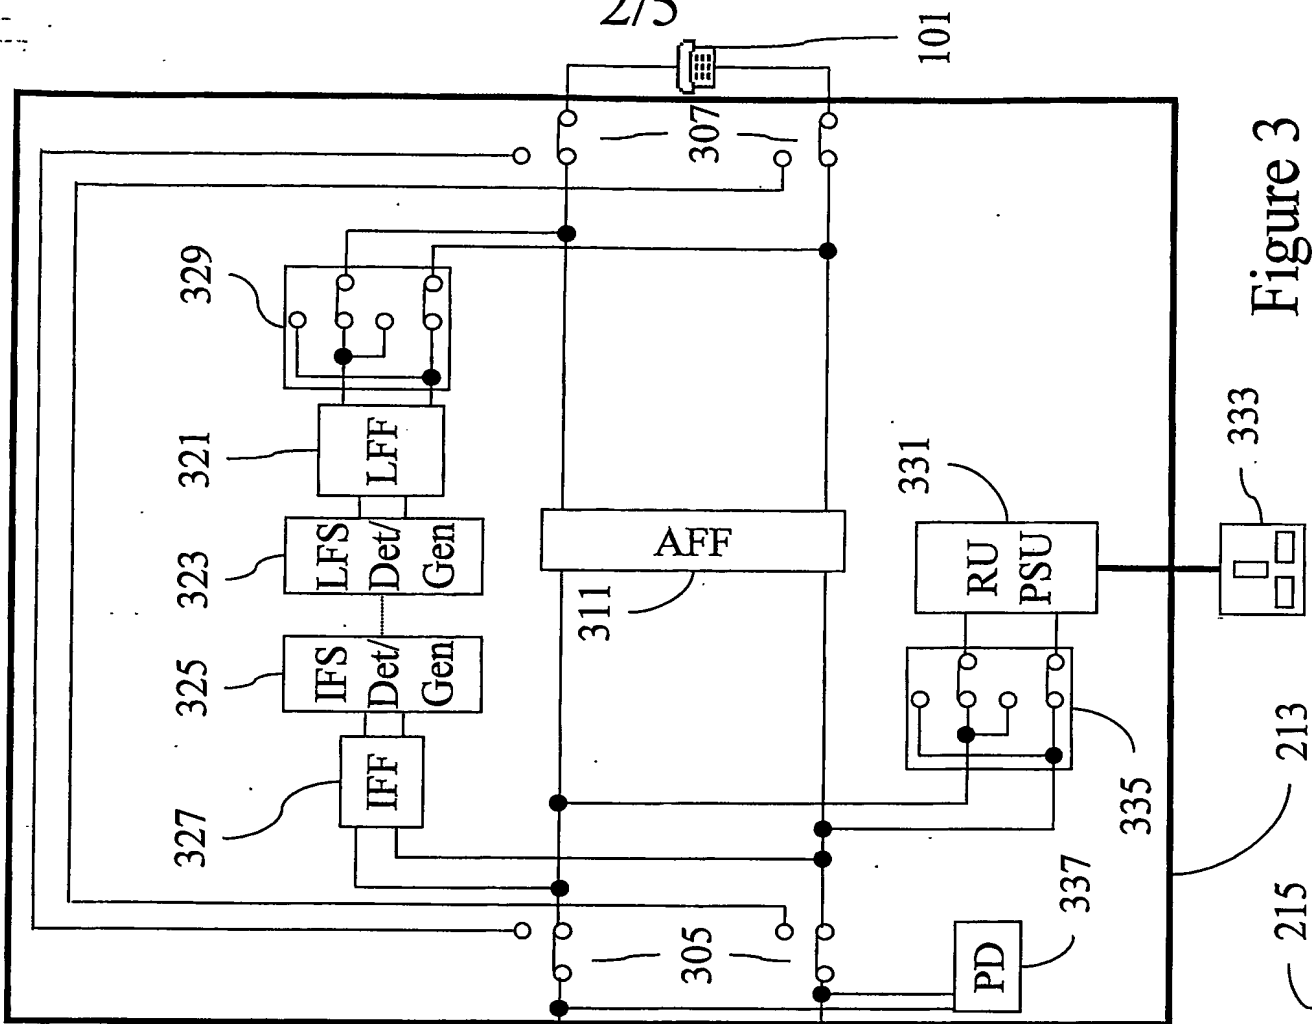 2/5
101
307
329
321
LFF
323
LFS
Det/
Gen
325
IFS
Det/
Gen
327
IFF
AFF
311
331
RU
PSU
333
335
305
337
PD
213
215
Figure 3